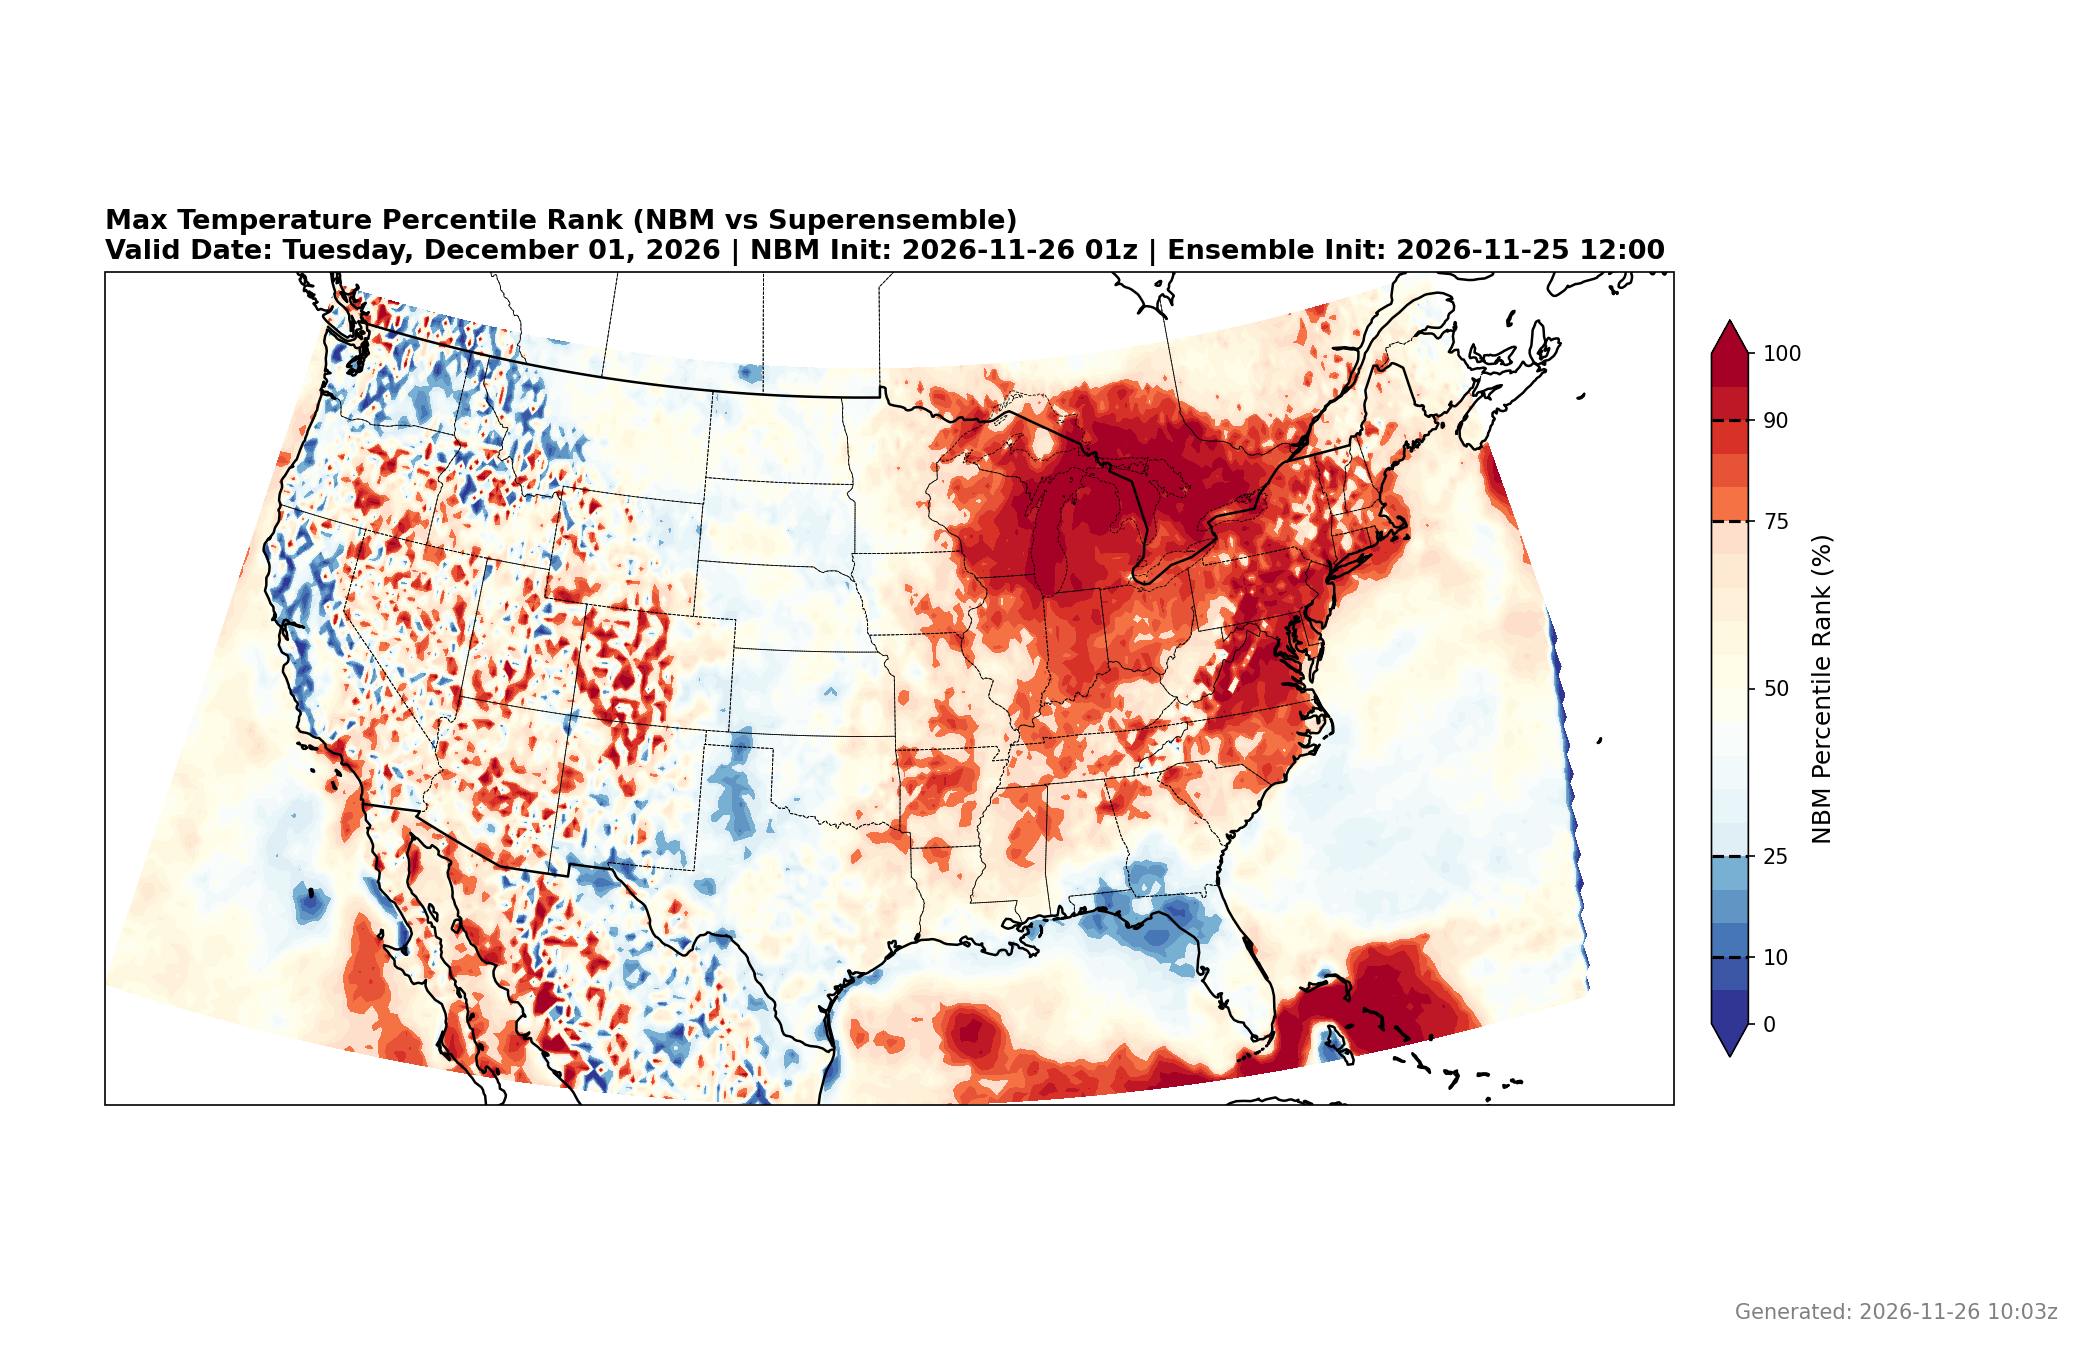 Max Temperature Percentile Rank (NBM vs Superensemble)
Valid Date: Tuesday, December 01, 2026 | NBM Init: 2026-11-26 01z | Ensemble Init: 2026-11-25 12:00
100
90
75
50
25
10
0
NBM Percentile Rank (%)
Generated: 2026-11-26 10:03z